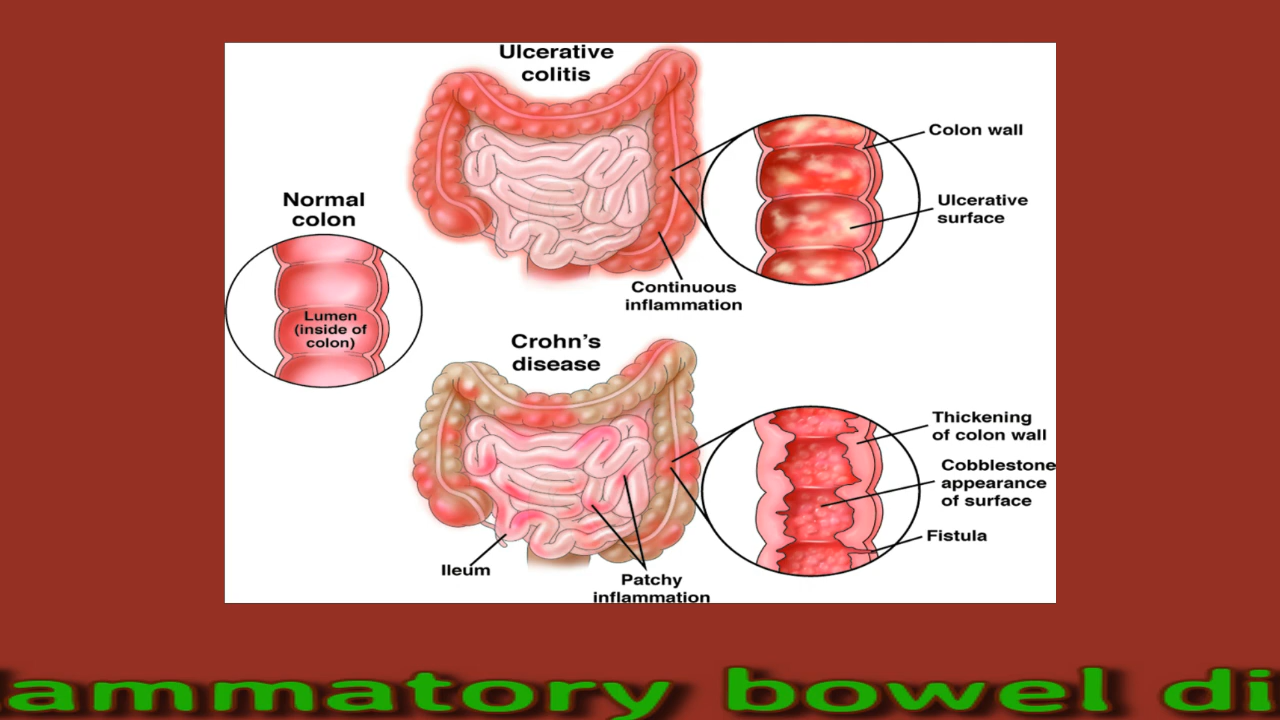 Ulcerative
colitis
Colon wall
Ulcerative
surface
Continuous
inflammation
Normal
colon
Lumen
(inside of
colon)
Crohn's
disease
Thickening
of colon wall
Cobblestone
appearance
of surface
Fistula
Ileum
Patchy
inflammation
ammatory bowel di